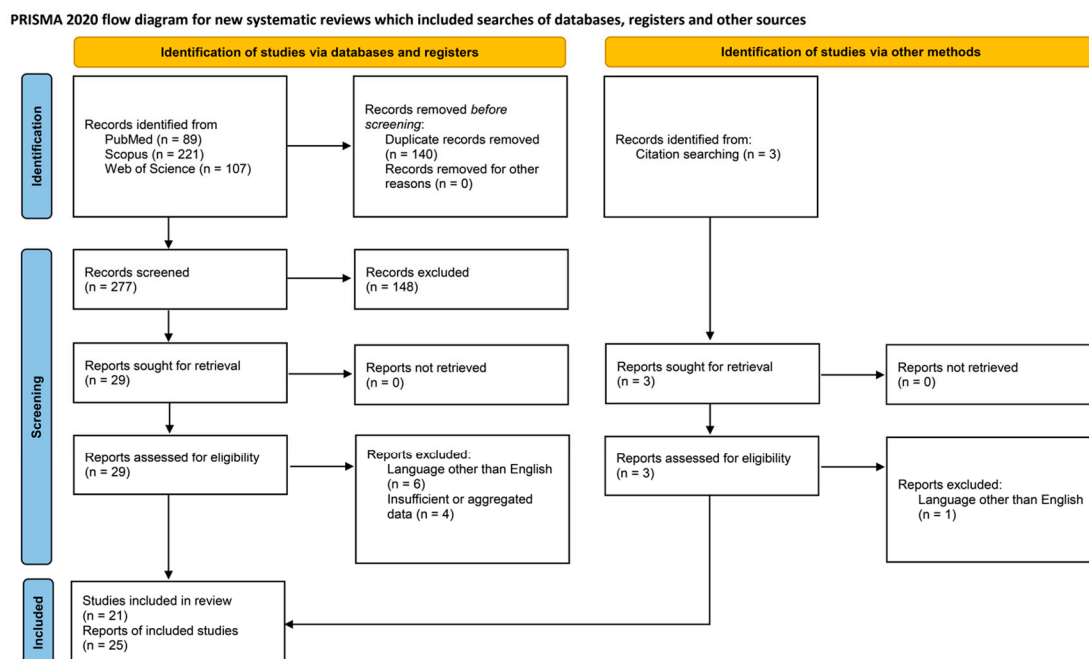 PRISMA 2020 flow diagram for new systematic reviews which included searches of databases, registers and other sources
Identification of studies via databases and registers
Identification of studies via other methods
Identification
Records identified from
PubMed (n = 89)
Scopus (n = 221)
Web of Science (n = 107)
Records removed before
screening:
Duplicate records removed
(n = 140)
Records removed for other
reasons (n = 0)
Records identified from:
Citation searching (n = 3)
Screening
Records screened
(n = 277)
Records excluded
(n = 148)
Reports sought for retrieval
(n = 29)
Reports not retrieved
(n = 0)
Reports sought for retrieval
(n = 3)
Reports not retrieved
(n = 0)
Reports assessed for eligibility
(n = 29)
Reports excluded:
Language other than English
(n = 6)
Insufficient or aggregated
data (n = 4)
Reports assessed for eligibility
(n = 3)
Reports excluded:
Language other than English
(n = 1)
Included
Studies included in review
(n = 21)
Reports of included studies
(n = 25)